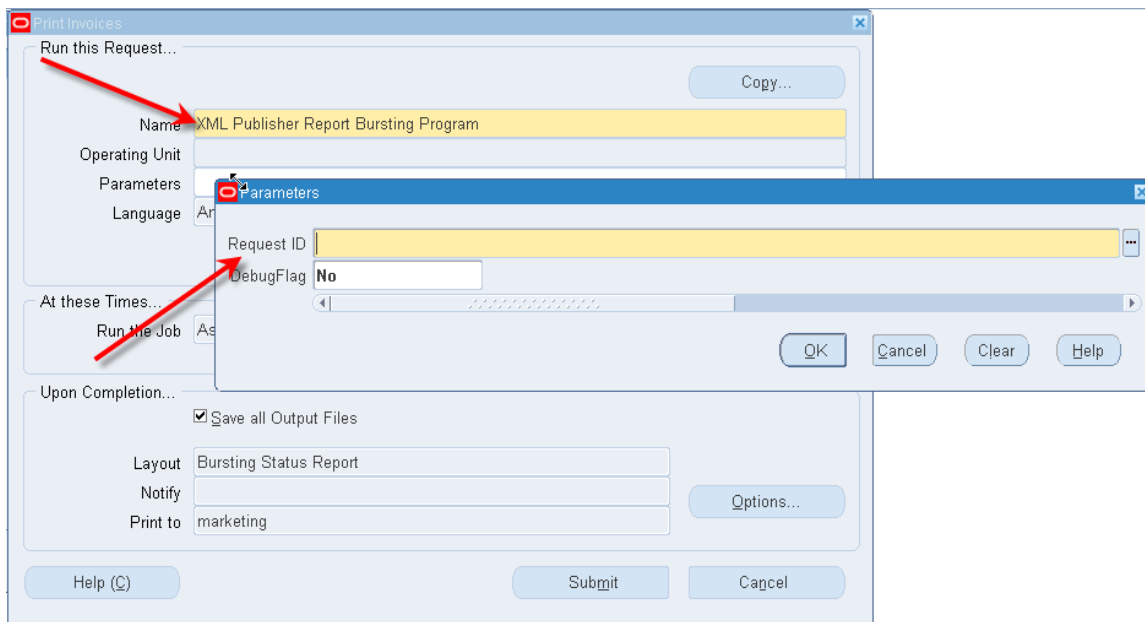 Print Invoices
Run this Request...
Copy...
Name XML Publisher Report Bursting Program
Operating Unit
Parameters
Language
Parameters
Request ID
DebugFlag No
At these Times...
Run the Job As
OK Cancel Clear Help
Upon Completion...
Save all Output Files
Layout Bursting Status Report
Notify
Options...
Print to marketing
Help (C) Submit Cancel